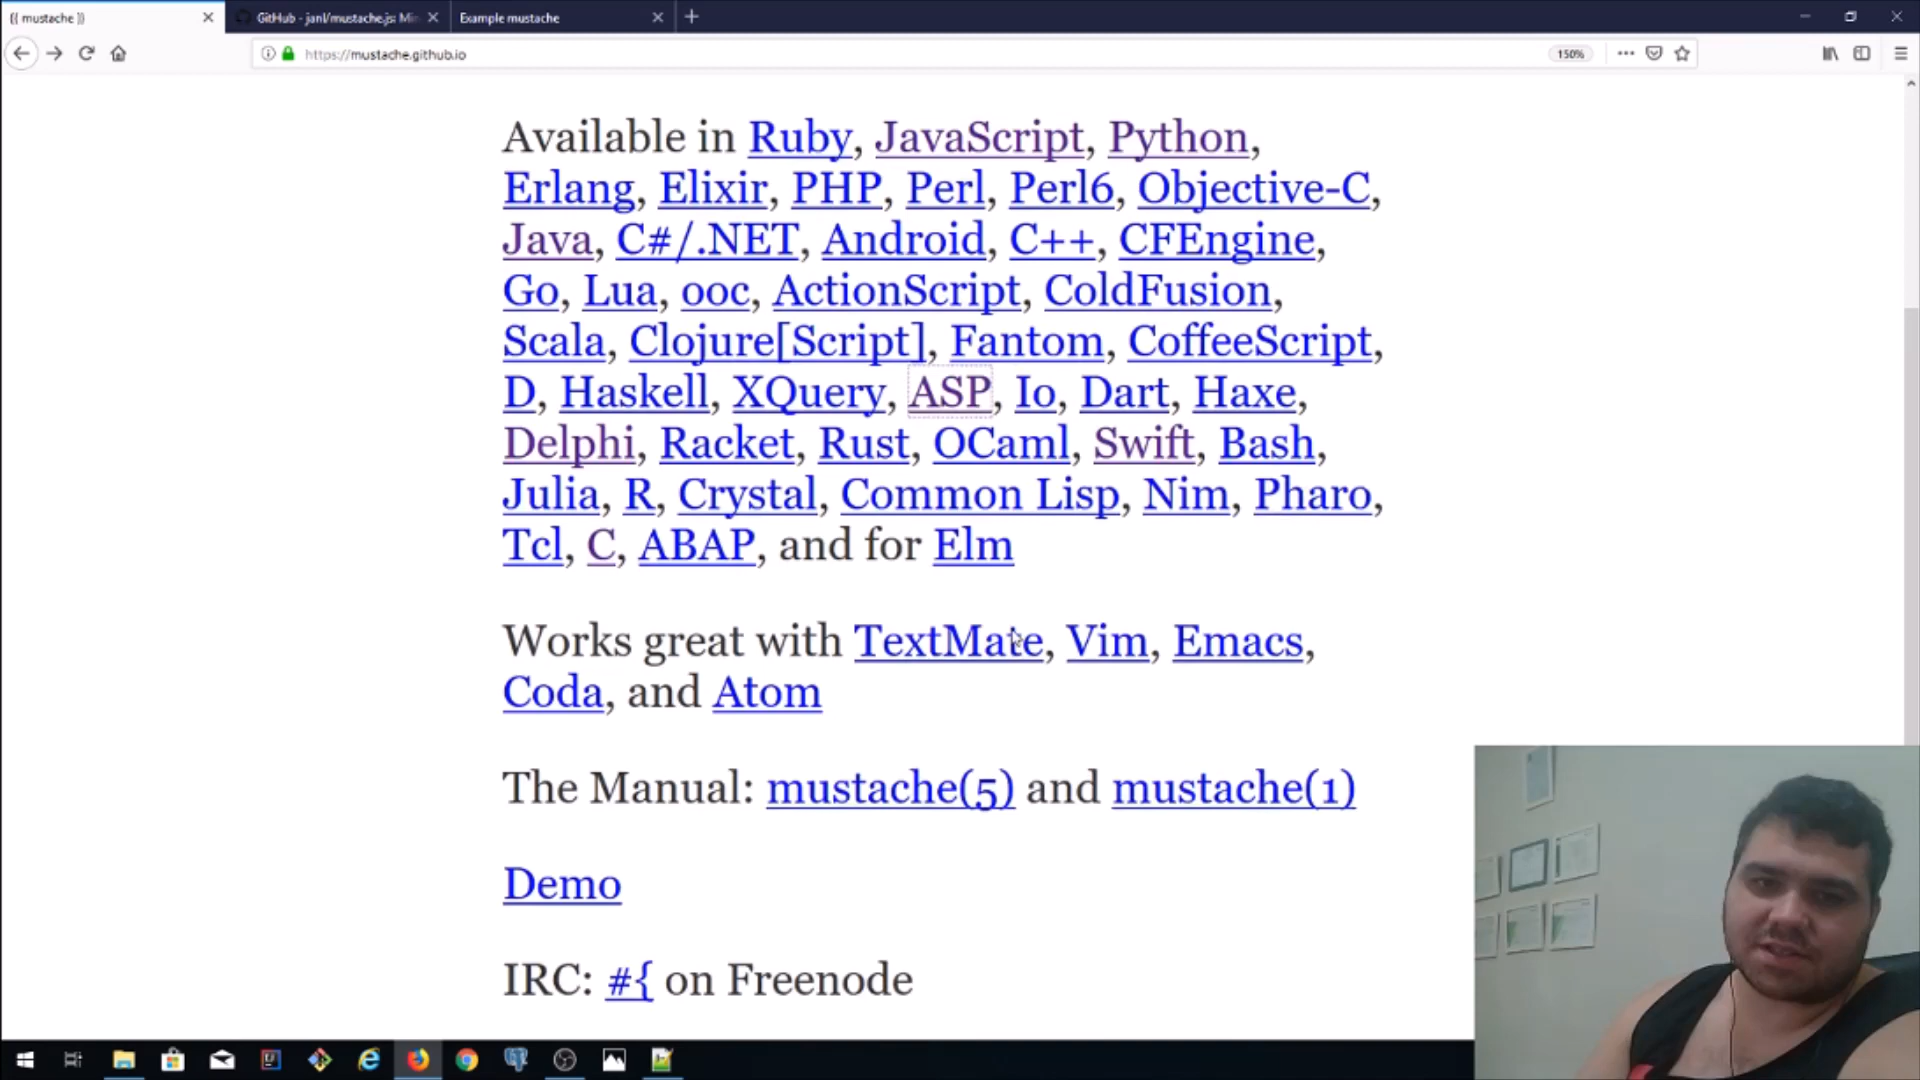 {{ mustache }}
GitHub - janl/mustache.js: Min
Example mustache
https://mustache.github.io
150%
Available in Ruby, JavaScript, Python,
Erlang, Elixir, PHP, Perl, Perl6, Objective-C,
Java, C#/.NET, Android, C++, CFEngine,
Go, Lua, ooc, ActionScript, ColdFusion,
Scala, Clojure[Script], Fantom, CoffeeScript,
D, Haskell, XQuery, ASP, Io, Dart, Haxe,
Delphi, Racket, Rust, OCaml, Swift, Bash,
Julia, R, Crystal, Common Lisp, Nim, Pharo,
Tcl, C, ABAP, and for Elm
Works great with TextMate, Vim, Emacs,
Coda, and Atom
The Manual: mustache(5) and mustache(1)
Demo
IRC: #{ on Freenode